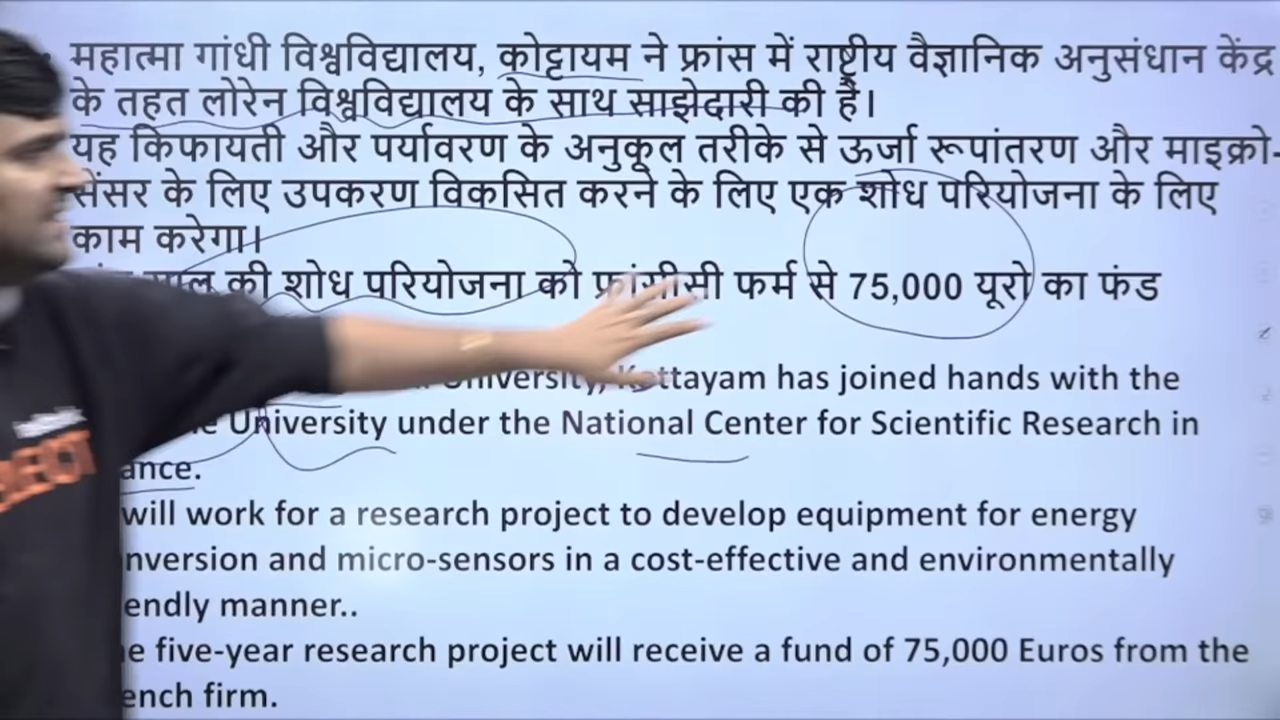 महात्मा गांधी विश्वविद्यालय, कोट्टायम ने फ्रांस में राष्ट्रीय वैज्ञानिक अनुसंधान केंद्र
के तहत लोरेन विश्वविद्यालय के साथ साझेदारी की है।
यह किफायती और पर्यावरण के अनुकूल तरीके से ऊर्जा रूपांतरण और माइक्रो-
सेंसर के लिए उपकरण विकसित करने के लिए एक शोध परियोजना के लिए
काम करेगा।
साल की शोध परियोजना को फ्रांसीसी फर्म से 75,000 यूरो का फंड
University, Kottayam has joined hands with the
University under the National Center for Scientific Research in
ance.
will work for a research project to develop equipment for energy
nversion and micro-sensors in a cost-effective and environmentally
endly manner..
e five-year research project will receive a fund of 75,000 Euros from the
ench firm.